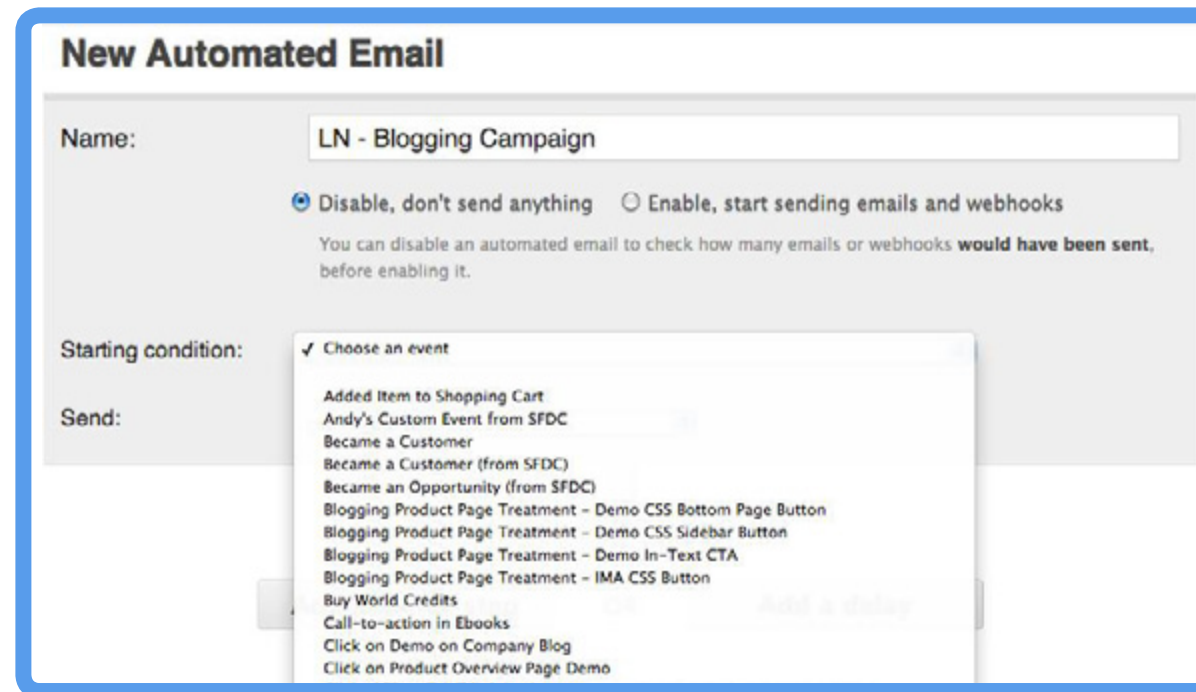 New Automated Email
Name:
LN - Blogging Campaign
Disable, don't send anything
Enable, start sending emails and webhooks
You can disable an automated email to check how many emails or webhooks would have been sent,
before enabling it.
Starting condition:
✓ Choose an event
Added Item to Shopping Cart
Send:
Andy's Custom Event from SFDC
Became a Customer
Became a Customer (from SFDC)
Became an Opportunity (from SFDC)
Blogging Product Page Treatment – Demo CSS Bottom Page Button
Blogging Product Page Treatment – Demo CSS Sidebar Button
Blogging Product Page Treatment – Demo In-Text CTA
Blogging Product Page Treatment – IMA CSS Button
Buy World Credits
step
Add a delay
Call-to-action in Ebooks
Click on Demo on Company Blog
Click on Product Overview Page Demo